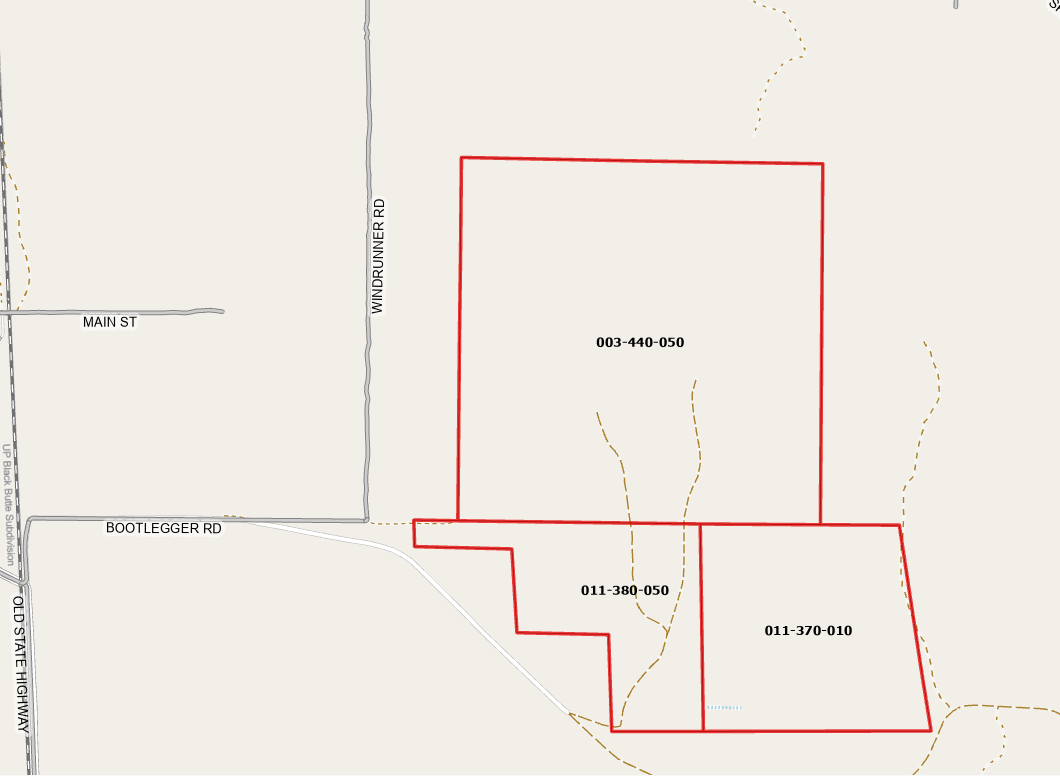 WINDRUNNER RD
MAIN ST
003-440-050
UP Black Butte Subdivision
BOOTLEGGER RD
011-380-050
011-370-010
OLD STATE HIGHWAY